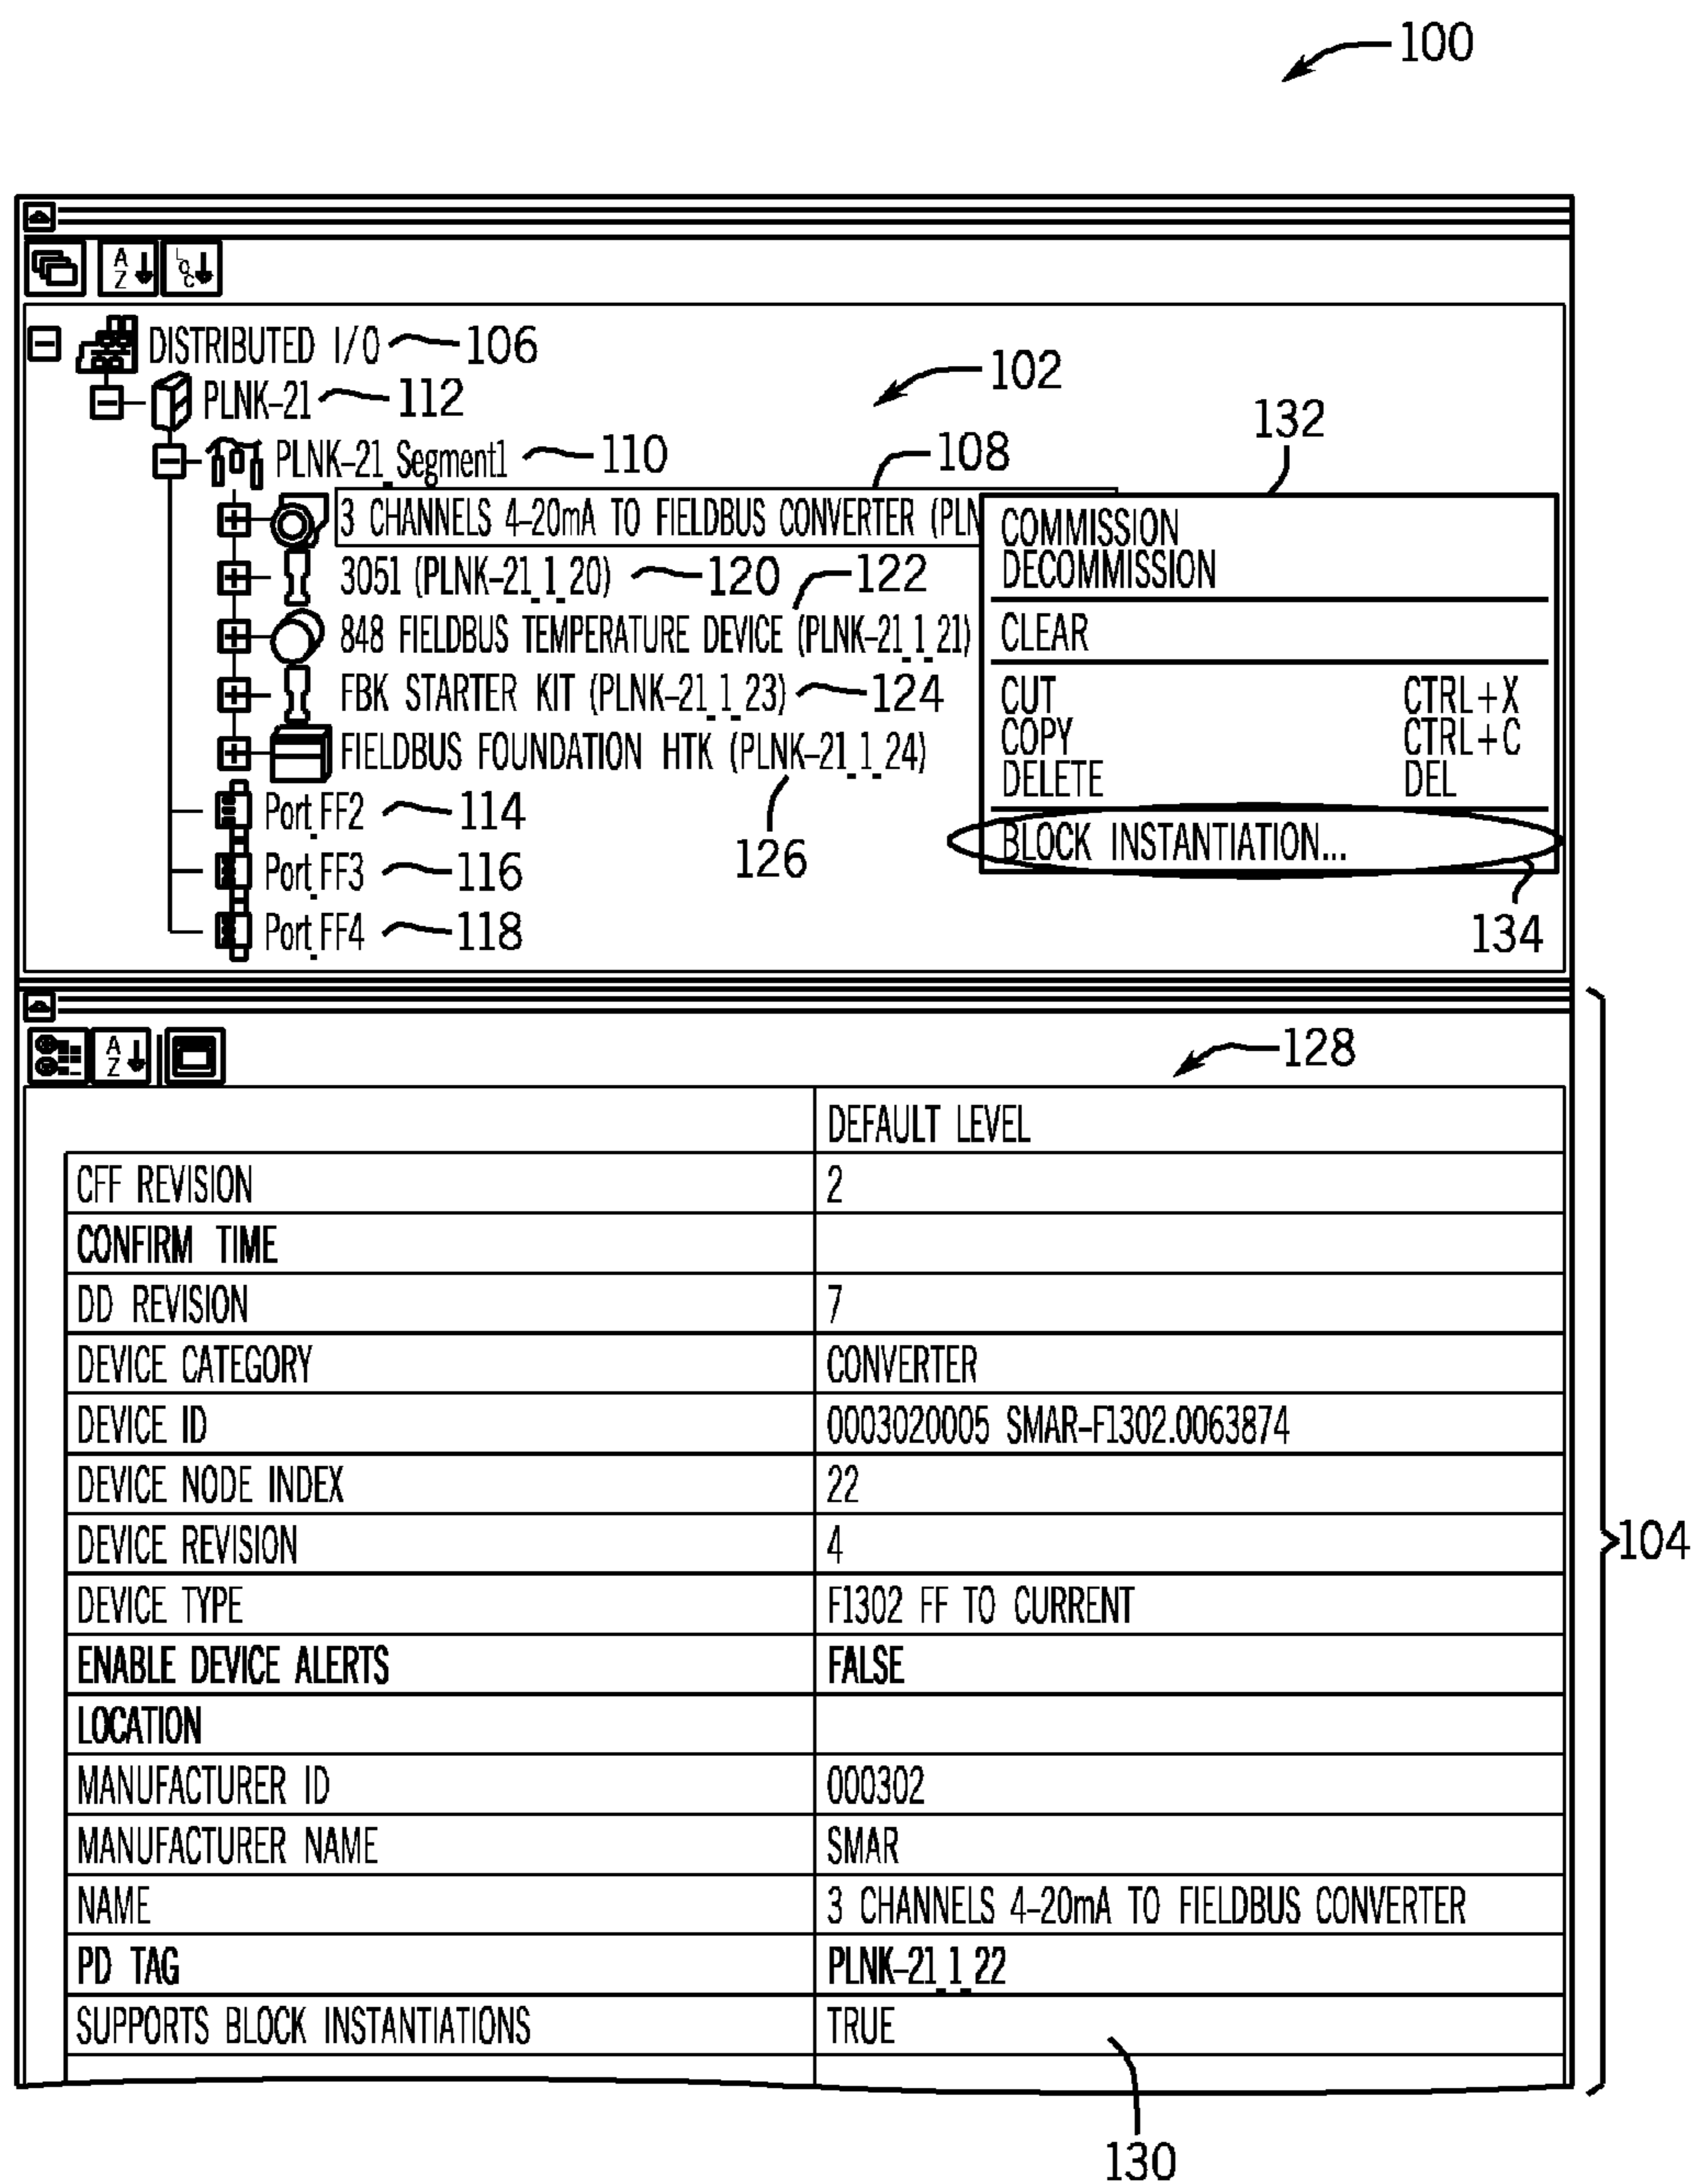 100
A
Z
LOC
DISTRIBUTED I/O 106
PLNK-21 112
102
132
PLNK-21_Segment1 110
108
3 CHANNELS 4-20mA TO FIELDBUS CONVERTER (PLN
COMMISSION
DECOMMISSION
3051 (PLNK-21_1_20) 120
122
848 FIELDBUS TEMPERATURE DEVICE (PLNK-21_1_21)
CLEAR
FBK STARTER KIT (PLNK-21_1_23) 124
CUT CTRL+X
COPY CTRL+C
DELETE DEL
FIELDBUS FOUNDATION HTK (PLNK-21_1_24)
126
BLOCK INSTANTIATION...
134
Port_FF2 114
Port_FF3 116
Port_FF4 118
A
Z
128
104
DEFAULT LEVEL
CFF REVISION 2
CONFIRM TIME
DD REVISION 7
DEVICE CATEGORY CONVERTER
DEVICE ID 0003020005 SMAR-F1302.0063874
DEVICE NODE INDEX 22
DEVICE REVISION 4
DEVICE TYPE F1302 FF TO CURRENT
ENABLE DEVICE ALERTS FALSE
LOCATION
MANUFACTURER ID 000302
MANUFACTURER NAME SMAR
NAME 3 CHANNELS 4-20mA TO FIELDBUS CONVERTER
PD TAG PLNK-21_1_22
SUPPORTS BLOCK INSTANTIATIONS TRUE
130